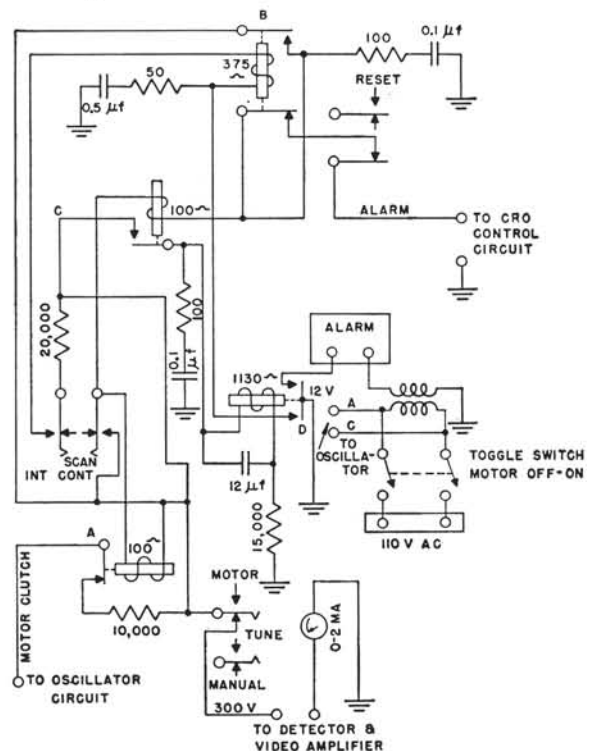 B
375 ~
50
0.5 μf
100
0.1
μf
RESET
ALARM
TO CRO
CONTROL
CIRCUIT
C
100 ~
20,000
100
0.1
μf
1130 ~
12 V
D
ALARM
A
C
TO
OSCILLA-
TOR
TOGGLE SWITCH
MOTOR OFF-ON
110 V AC
SCAN
INT CONT
12 μf
15,000
A
100 ~
MOTOR CLUTCH
10,000
MOTOR
TUNE
MANUAL
300 V
0-2 MA
TO OSCILLATOR
CIRCUIT
TO DETECTOR &
VIDEO AMPLIFIER